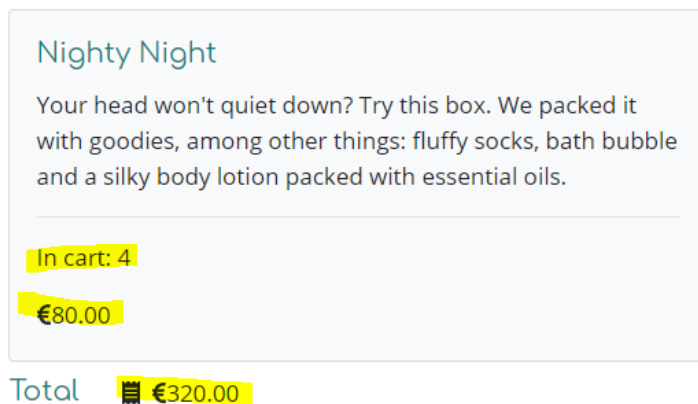 Nighty Night
Your head won't quiet down? Try this box. We packed it
with goodies, among other things: fluffy socks, bath bubble
and a silky body lotion packed with essential oils.
In cart: 4
€80.00
Total €320.00